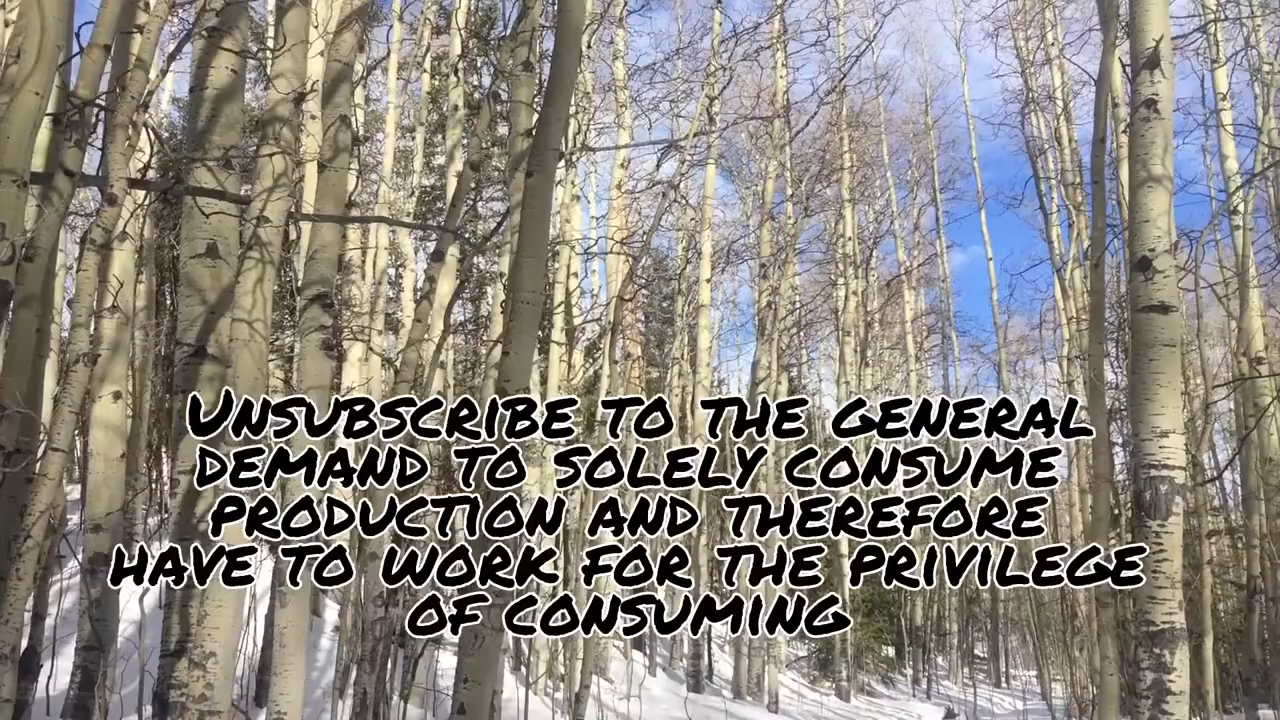 Unsubscribe to the general
demand to solely consume
production and therefore
have to work for the privilege
of consuming